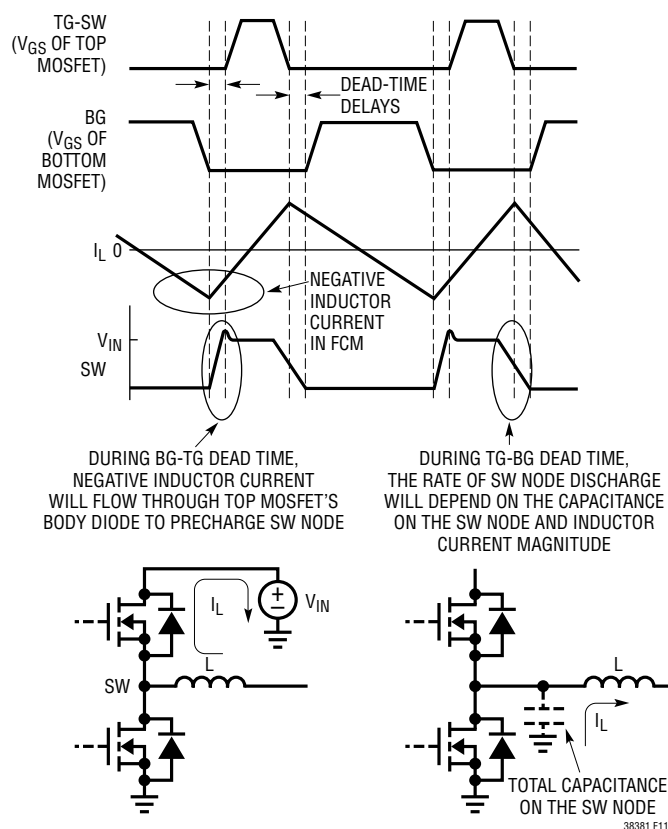 TG-SW
(VGS OF TOP
MOSFET)
DEAD-TIME
DELAYS
BG
(VGS OF
BOTTOM
MOSFET)
IL 0
NEGATIVE
INDUCTOR
CURRENT
IN FCM
VIN
SW
DURING BG-TG DEAD TIME,
NEGATIVE INDUCTOR CURRENT
WILL FLOW THROUGH TOP MOSFET'S
BODY DIODE TO PRECHARGE SW NODE
DURING TG-BG DEAD TIME,
THE RATE OF SW NODE DISCHARGE
WILL DEPEND ON THE CAPACITANCE
ON THE SW NODE AND INDUCTOR
CURRENT MAGNITUDE
IL
+
–
VIN
SW
L
L
IL
TOTAL CAPACITANCE
ON THE SW NODE
38381 F11